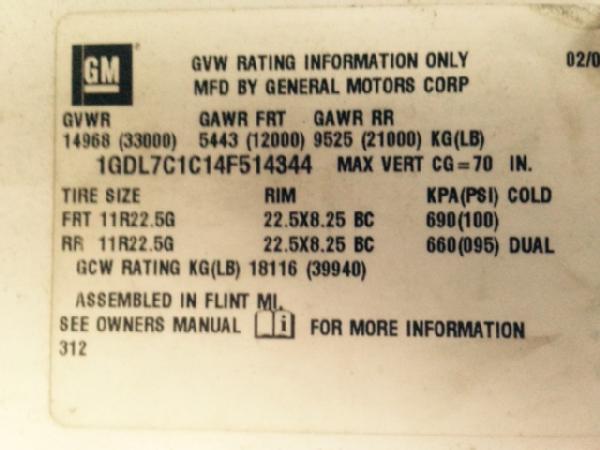 GM GVW RATING INFORMATION ONLY 02/0
MFD BY GENERAL MOTORS CORP
GVWR GAWR FRT GAWR RR
14968 (33000) 5443 (12000) 9525 (21000) KG(LB)
1GDL7C1C14F514344 MAX VERT CG=70 IN.
TIRE SIZE RIM KPA(PSI) COLD
FRT 11R22.5G 22.5X8.25 BC 690(100)
RR 11R22.5G 22.5X8.25 BC 660(095) DUAL
GCW RATING KG(LB) 18116 (39940)
ASSEMBLED IN FLINT MI.
SEE OWNERS MANUAL i FOR MORE INFORMATION
312